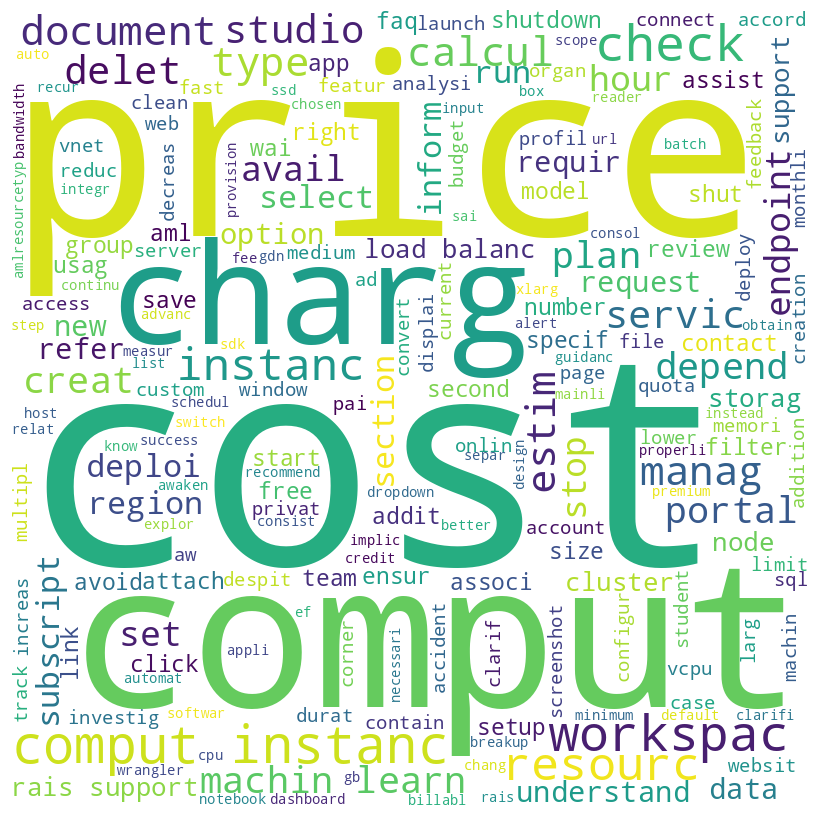 document studio faq launch shutdown connect accord
auto delet type app calcul scope check
recur ssd fast featur analysi run organ hour assist support
price
bandwidth clean web chosen input box reader
vnet decreas right wai inform budget profil url batch feedback monthli
reduc provision avail requir
integr select sai model shut endpoint
amlresourcetyp aml option consol
group server fee gdn medium load balanc plan review deploy
usag continu charg ad request creation
access save xlarg number
step new advanc convert displai current alert servic obtain
refer measur sdk instanc specif file contact
list guidanc depend
creat custom window pai section second page quota storag
host schedul estim mainli instead
relat cost lower memori
know success onlin separ design stop properli filter addition
deploi start recommend manag
multipl awaken dropdown premium
region free better portal
explor privat consist implic addit account node
aw credit size limit
subscript avoid attach despit team ensur associ cluster sql
track increas link set ef comput student
click corner appli necessari accident clarif screenshot configur vcpu larg machin
automat case
investig softwar durat contain setup minimum default clarifi
comput instanc cpu breakup workspac
wrangler chang resourc websit
rais support machin learn gb
notebook dashboard billabl rais understand data